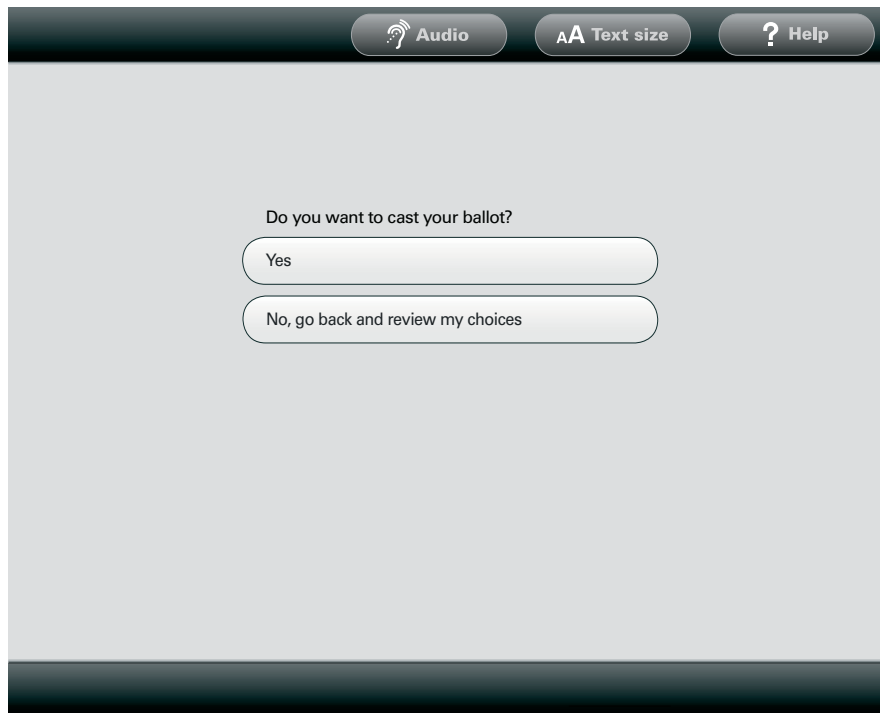 Audio
AA Text size
? Help
Do you want to cast your ballot?
Yes
No, go back and review my choices